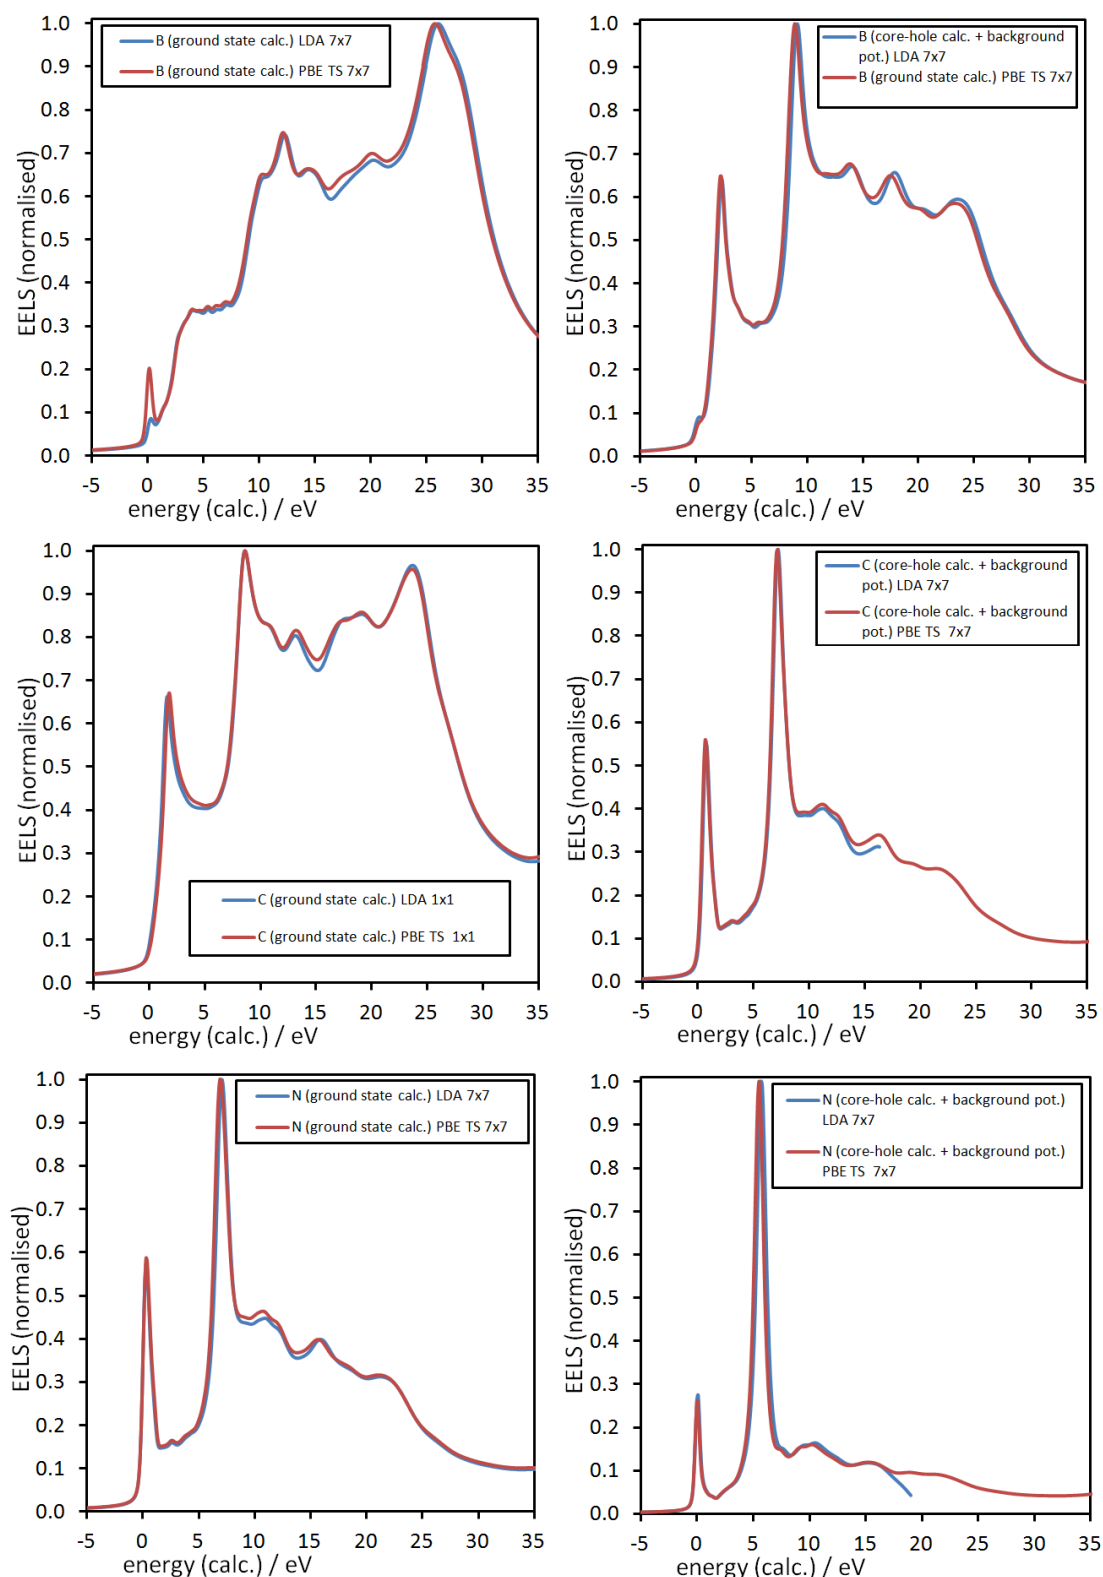 B (ground state calc.) LDA 7x7
B (ground state calc.) PBE TS 7x7
EELS (normalised)
1.0
0.9
0.8
0.7
0.6
0.5
0.4
0.3
0.2
0.1
0.0
-5 0 5 10 15 20 25 30 35
energy (calc.) / eV
B (core-hole calc. + background
pot.) LDA 7x7
B (ground state calc.) PBE TS 7x7
EELS (normalised)
1.0
0.9
0.8
0.7
0.6
0.5
0.4
0.3
0.2
0.1
0.0
-5 0 5 10 15 20 25 30 35
energy (calc.) / eV
EELS (normalised)
1.0
0.9
0.8
0.7
0.6
0.5
0.4
0.3
0.2
0.1
0.0
C (ground state calc.) LDA 1x1
C (ground state calc.) PBE TS 1x1
-5 0 5 10 15 20 25 30 35
energy (calc.) / eV
C (core-hole calc. + background
pot.) LDA 7x7
C (core-hole calc. + background
pot.) PBE TS 7x7
EELS (normalised)
1.0
0.9
0.8
0.7
0.6
0.5
0.4
0.3
0.2
0.1
0.0
-5 0 5 10 15 20 25 30 35
energy (calc.) / eV
N (ground state calc.) LDA 7x7
N (ground state calc.) PBE TS 7x7
EELS (normalised)
1.0
0.9
0.8
0.7
0.6
0.5
0.4
0.3
0.2
0.1
0.0
-5 0 5 10 15 20 25 30 35
energy (calc.) / eV
N (core-hole calc. + background pot.)
LDA 7x7
N (core-hole calc. + background pot.)
PBE TS 7x7
EELS (normalised)
1.0
0.9
0.8
0.7
0.6
0.5
0.4
0.3
0.2
0.1
0.0
-5 0 5 10 15 20 25 30 35
energy (calc.) / eV